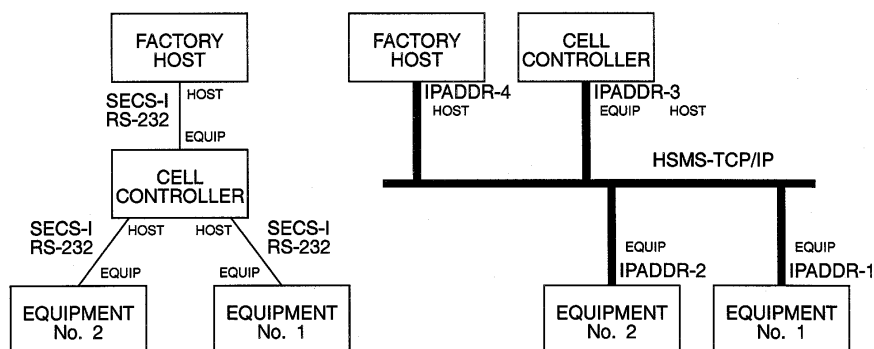 FACTORY
HOST
SECS-I
RS-232
HOST
EQUIP
CELL
CONTROLLER
SECS-I
RS-232
HOST
HOST
SECS-I
RS-232
EQUIP
EQUIP
EQUIPMENT
No. 2
EQUIPMENT
No. 1
FACTORY
HOST
CELL
CONTROLLER
IPADDR-4
HOST
IPADDR-3
EQUIP HOST
HSMS-TCP/IP
EQUIP
IPADDR-2
EQUIP
IPADDR-1
EQUIPMENT
No. 2
EQUIPMENT
No. 1